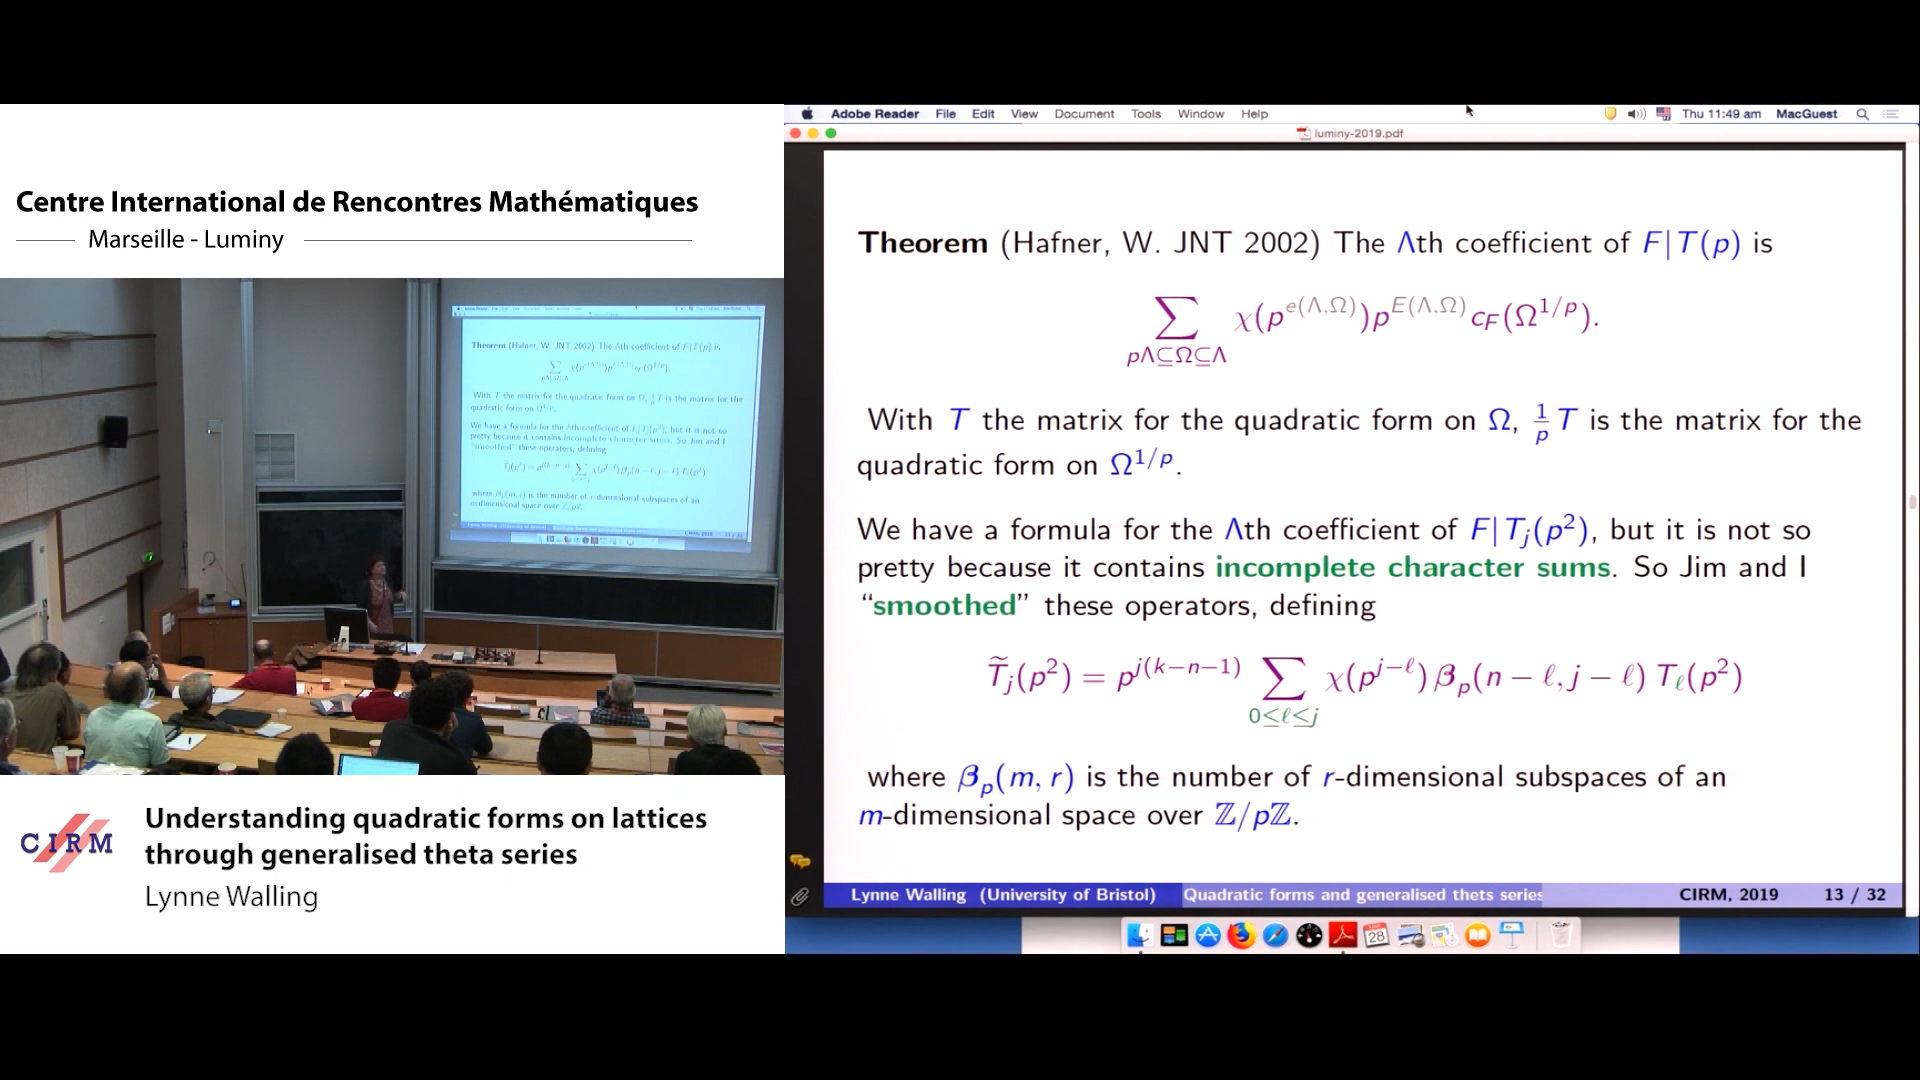 Centre International de Rencontres Mathématiques
Marseille - Luminy
Understanding quadratic forms on lattices
through generalised theta series
Lynne Walling
CIRM
Adobe Reader File Edit View Document Tools Window Help Thu 11:49 am MacGuest
luminy-2019.pdf
Theorem (Hafner, W. JNT 2002) The Λth coefficient of F|T(p) is
∑ χ(p^{e(Λ,Ω)})p^{E(Λ,Ω)} c_F(Ω^{1/p}).
pΛ⊆Ω⊆Λ
With T the matrix for the quadratic form on Ω, 1/p T is the matrix for the
quadratic form on Ω^{1/p}.
We have a formula for the Λth coefficient of F|T_j(p²), but it is not so
pretty because it contains incomplete character sums. So Jim and I
“smoothed” these operators, defining
T̃_j(p²) = p^{j(k−n−1)} ∑ χ(p^{j−ℓ}) β_p(n − ℓ, j − ℓ) T_ℓ(p²)
0≤ℓ≤j
where β_p(m, r) is the number of r-dimensional subspaces of an
m-dimensional space over ℤ/pℤ.
Lynne Walling (University of Bristol) Quadratic forms and generalised thets series CIRM, 2019 13 / 32
28